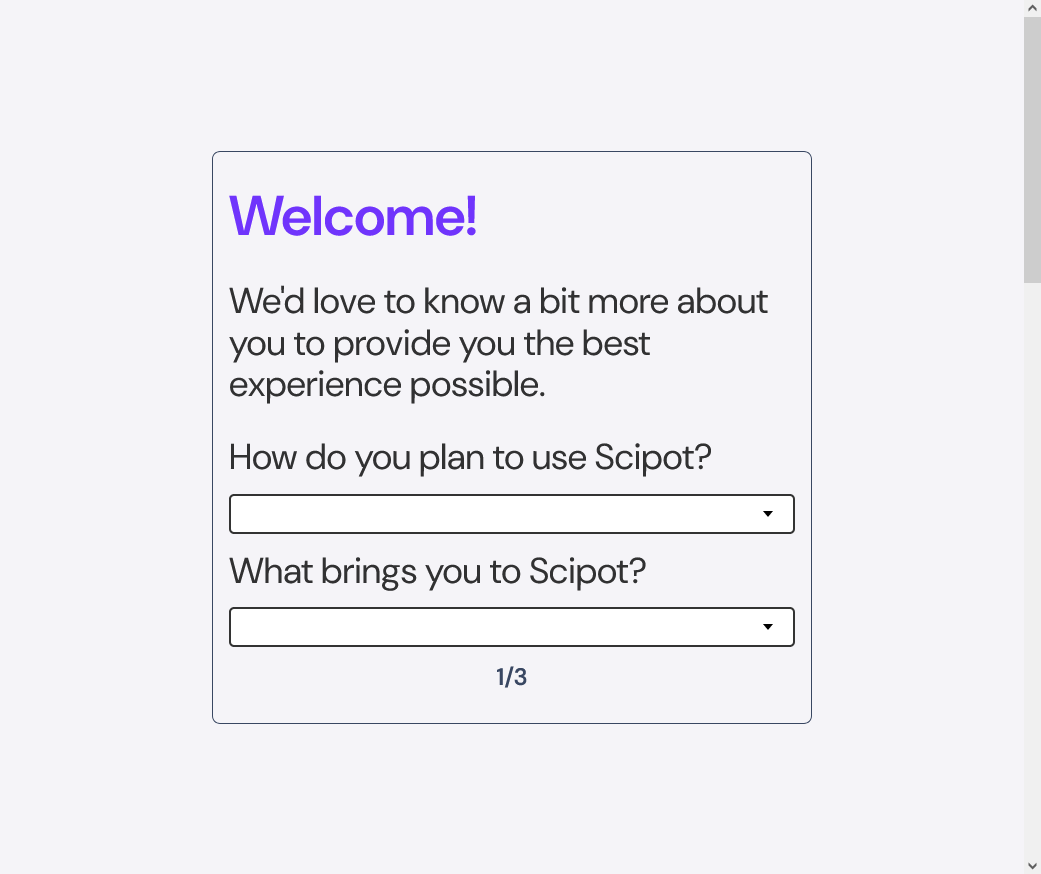 Welcome!
We'd love to know a bit more about
you to provide you the best
experience possible.
How do you plan to use Scipot?
What brings you to Scipot?
1/3